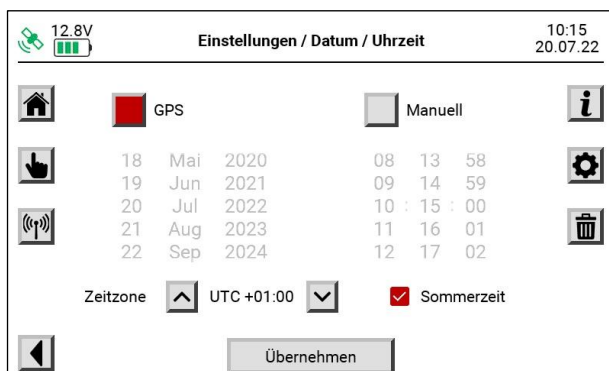 12.8V
Einstellungen / Datum / Uhrzeit
10:15
20.07.22
GPS
Manuell
18 Mai 2020
19 Jun 2021
20 Jul 2022
21 Aug 2023
22 Sep 2024
08 13 58
09 14 59
10 : 15 : 00
11 16 01
12 17 02
Zeitzone UTC +01:00 Sommerzeit
Übernehmen